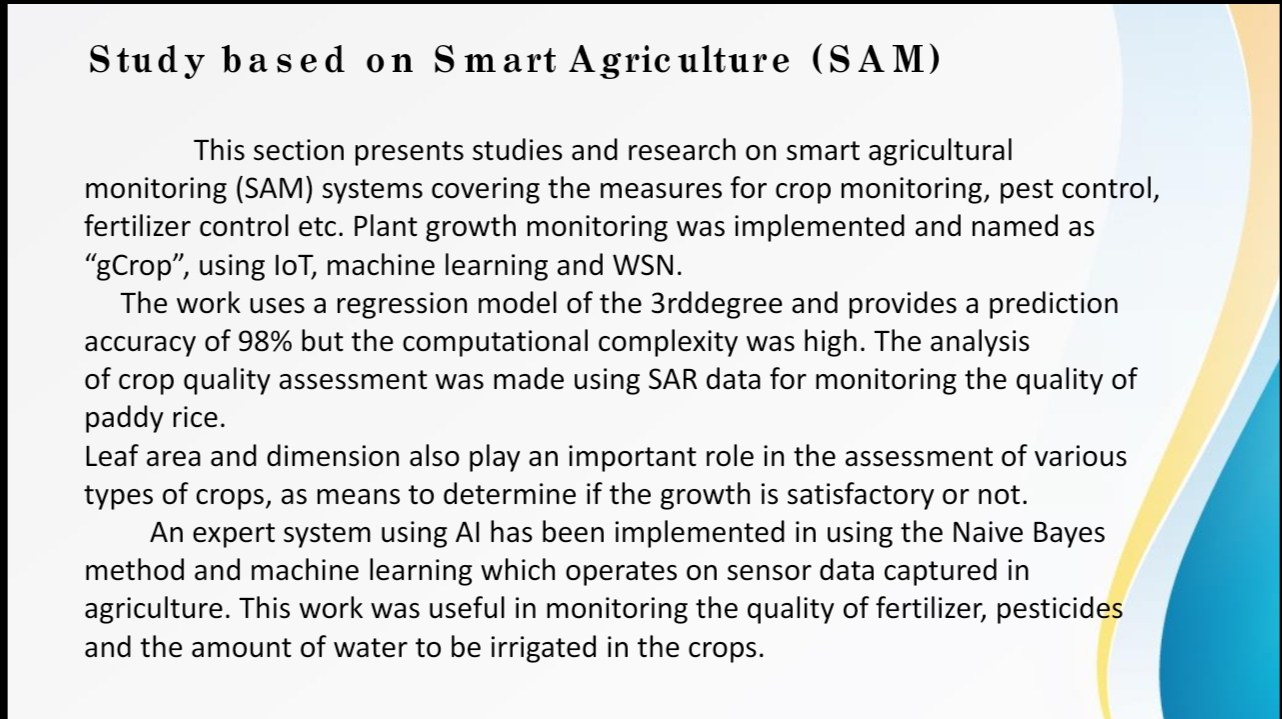 Study based on Smart Agriculture (SAM)
This section presents studies and research on smart agricultural
monitoring (SAM) systems covering the measures for crop monitoring, pest control,
fertilizer control etc. Plant growth monitoring was implemented and named as
“gCrop”, using IoT, machine learning and WSN.
The work uses a regression model of the 3rddegree and provides a prediction
accuracy of 98% but the computational complexity was high. The analysis
of crop quality assessment was made using SAR data for monitoring the quality of
paddy rice.
Leaf area and dimension also play an important role in the assessment of various
types of crops, as means to determine if the growth is satisfactory or not.
An expert system using AI has been implemented in using the Naive Bayes
method and machine learning which operates on sensor data captured in
agriculture. This work was useful in monitoring the quality of fertilizer, pesticides
and the amount of water to be irrigated in the crops.